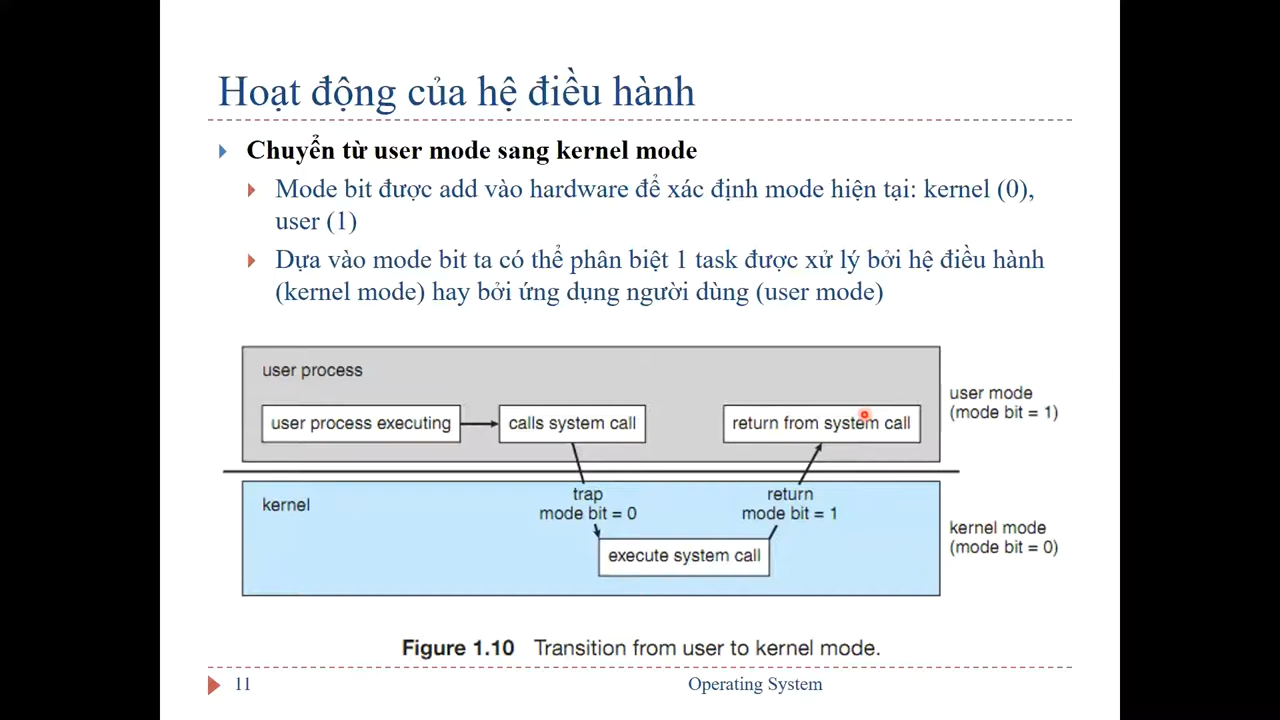 Hoạt động của hệ điều hành
Chuyển từ user mode sang kernel mode
Mode bit được add vào hardware để xác định mode hiện tại: kernel (0),
user (1)
Dựa vào mode bit ta có thể phân biệt 1 task được xử lý bởi hệ điều hành
(kernel mode) hay bởi ứng dụng người dùng (user mode)
user process
user process executing
calls system call
return from system call
user mode
(mode bit = 1)
kernel
trap
mode bit = 0
return
mode bit = 1
execute system call
kernel mode
(mode bit = 0)
Figure 1.10 Transition from user to kernel mode.
11
Operating System